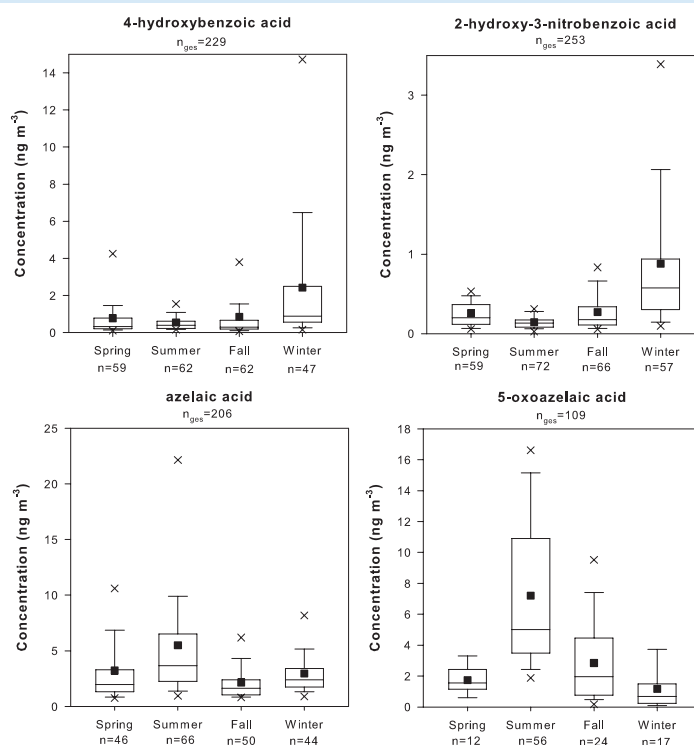 4-hydroxybenzoic acid
nges=229
Concentration (ng m-3)
14
12
10
8
6
4
2
0
Spring Summer Fall Winter
n=59 n=62 n=62 n=47
2-hydroxy-3-nitrobenzoic acid
nges=253
Concentration (ng m-3)
3
2
1
0
Spring Summer Fall Winter
n=59 n=72 n=66 n=57
azelaic acid
nges=206
Concentration (ng m-3)
25
20
15
10
5
0
Spring Summer Fall Winter
n=46 n=66 n=50 n=44
5-oxoazelaic acid
nges=109
Concentration (ng m-3)
18
16
14
12
10
8
6
4
2
0
Spring Summer Fall Winter
n=12 n=56 n=24 n=17